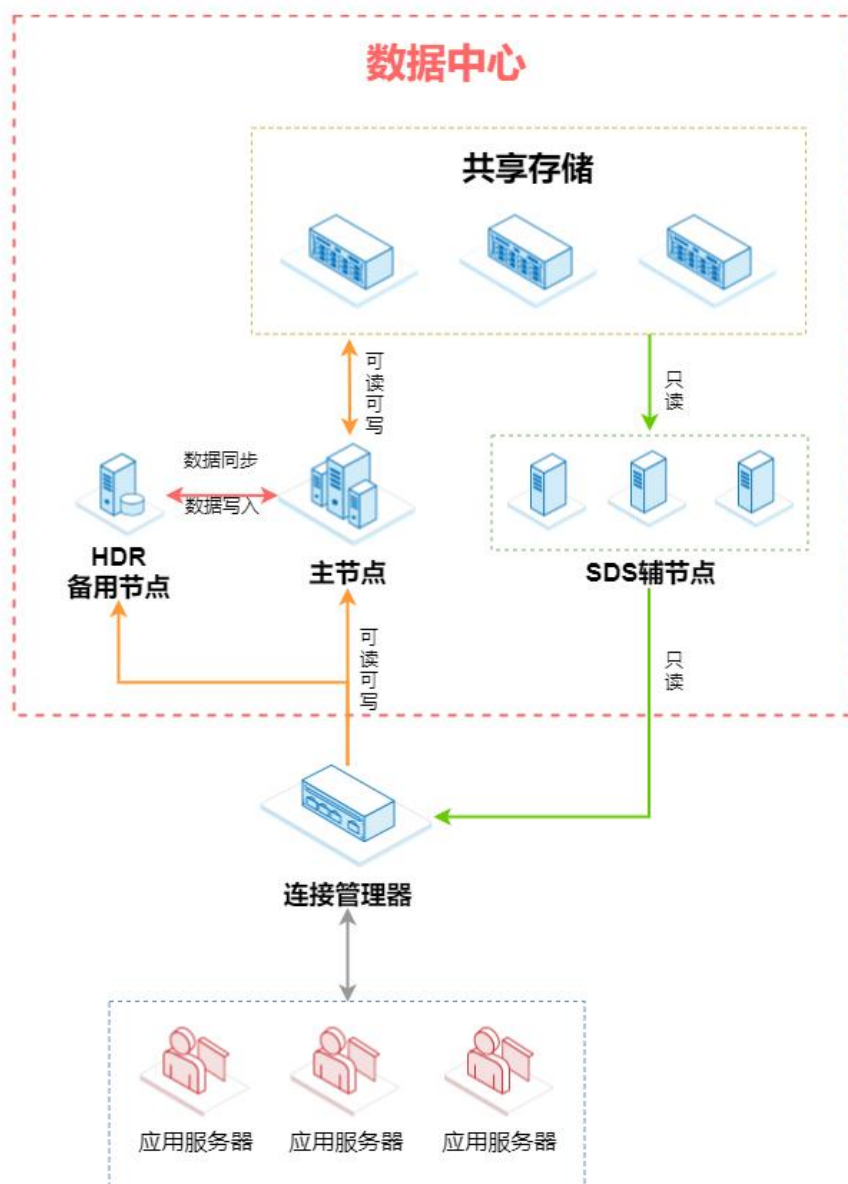 数据中心
共享存储
可读可写
只读
数据同步
数据写入
HDR
备用节点
主节点
SDS辅节点
可读可写
只读
连接管理器
应用服务器
应用服务器
应用服务器